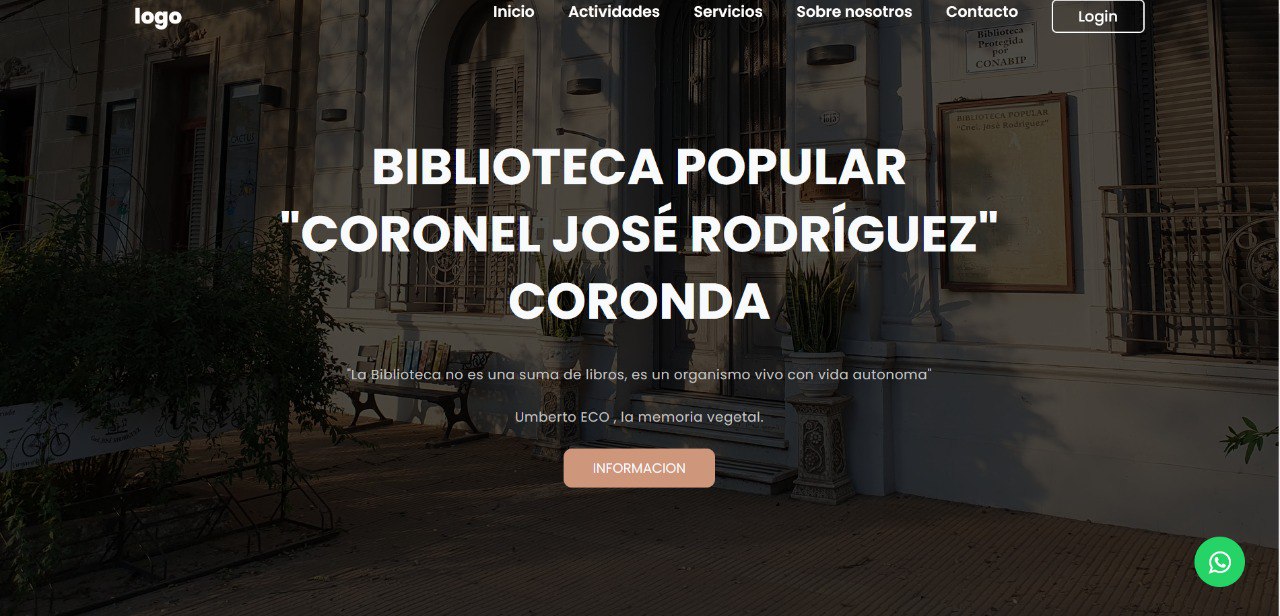 logo
Inicio
Actividades
Servicios
Sobre nosotros
Contacto
Login
Biblioteca
Protegida
por
CONABIP
BIBLIOTECA POPULAR
"Cnel. José Rodríguez"
1013
BIBLIOTECA POPULAR
"CORONEL JOSÉ RODRÍGUEZ"
CORONDA
"La Biblioteca no es una suma de libros, es un organismo vivo con vida autonoma"
Umberto ECO , la memoria vegetal.
INFORMACION